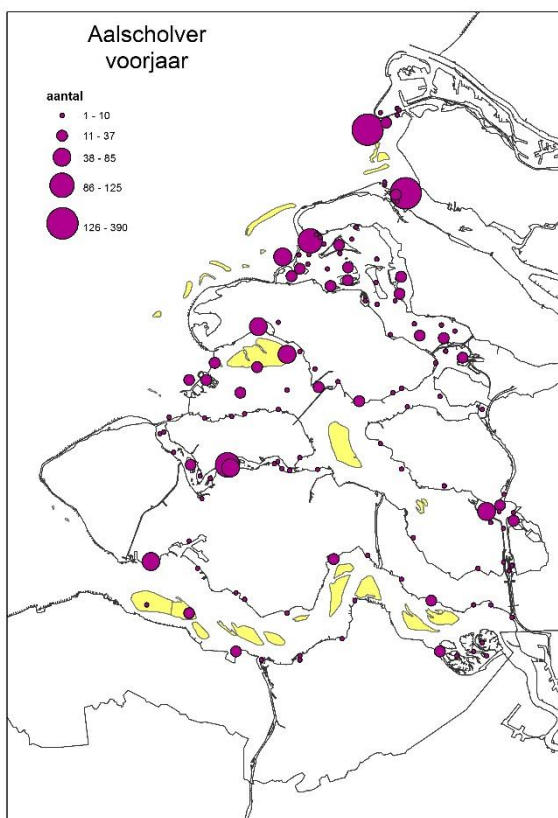 Aalscholver
voorjaar
aantal
1 - 10
11 - 37
38 - 85
86 - 125
126 - 390